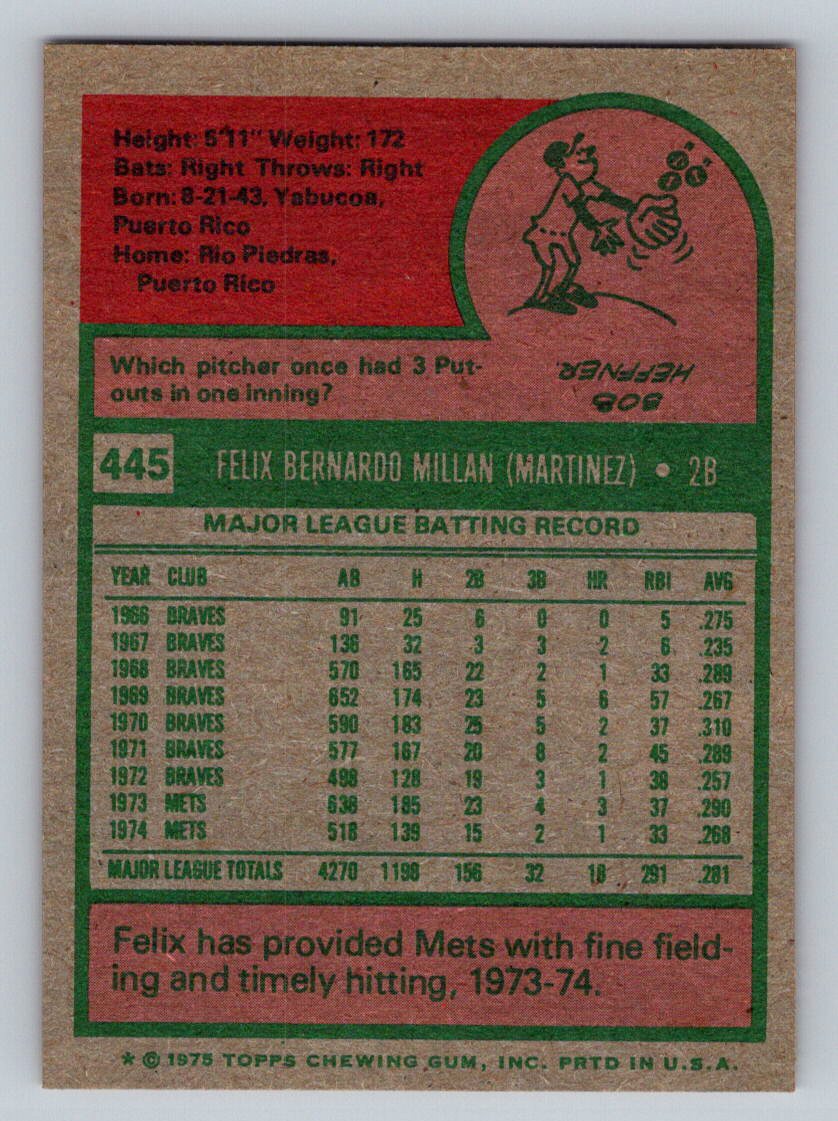 Height: 5'11" Weight: 172
Bats: Right Throws: Right
Born: 8-21-43, Yabucoa,
Puerto Rico
Home: Rio Piedras,
Puerto Rico
Which pitcher once had 3 Put-
outs in one inning?
BOB
HEFFNER.
445 FELIX BERNARDO MILLAN (MARTINEZ) • 2B
MAJOR LEAGUE BATTING RECORD
YEAR CLUB AB H 2B 3B HR RBI AVG
1966 BRAVES 91 25 6 0 0 5 .275
1967 BRAVES 136 32 3 3 2 6 .235
1968 BRAVES 570 165 22 2 1 33 .289
1969 BRAVES 652 174 23 5 6 57 .267
1970 BRAVES 590 183 25 5 2 37 .310
1971 BRAVES 577 167 20 8 2 45 .289
1972 BRAVES 498 128 19 3 1 38 .257
1973 METS 638 185 23 4 3 37 .290
1974 METS 518 139 15 2 1 33 .268
MAJOR LEAGUE TOTALS 4270 1198 156 32 18 291 .281
Felix has provided Mets with fine field-
ing and timely hitting, 1973-74.
* © 1975 TOPPS CHEWING GUM, INC. PRTD IN U.S.A.